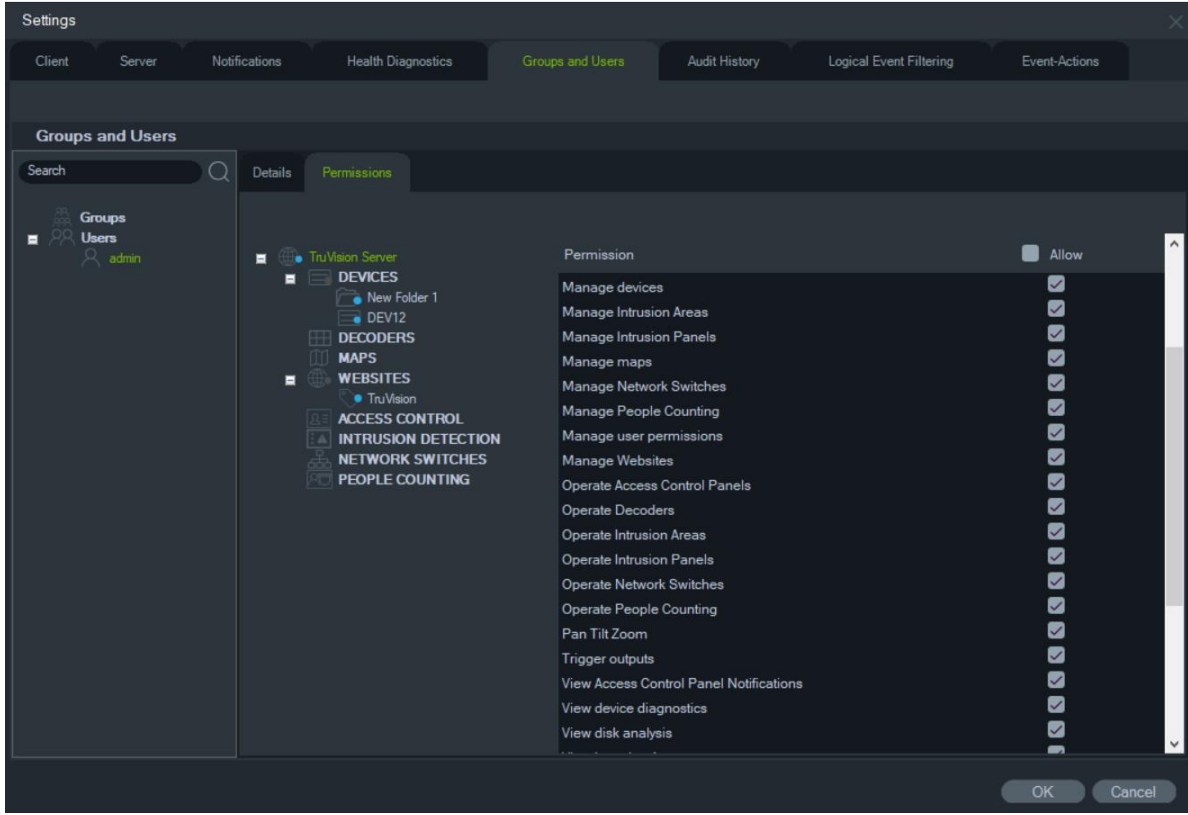 Settings
Client Server Notifications Health Diagnostics Groups and Users Audit History Logical Event Filtering Event-Actions
Groups and Users
Search
Groups
Users
admin
Details Permissions
TruVision Server
DEVICES
New Folder 1
DEV12
DECODERS
MAPS
WEBSITES
TruVision
ACCESS CONTROL
INTRUSION DETECTION
NETWORK SWITCHES
PEOPLE COUNTING
Permission Allow
Manage devices
Manage Intrusion Areas
Manage Intrusion Panels
Manage maps
Manage Network Switches
Manage People Counting
Manage user permissions
Manage Websites
Operate Access Control Panels
Operate Decoders
Operate Intrusion Areas
Operate Intrusion Panels
Operate Network Switches
Operate People Counting
Pan Tilt Zoom
Trigger outputs
View Access Control Panel Notifications
View device diagnostics
View disk analysis
OK Cancel